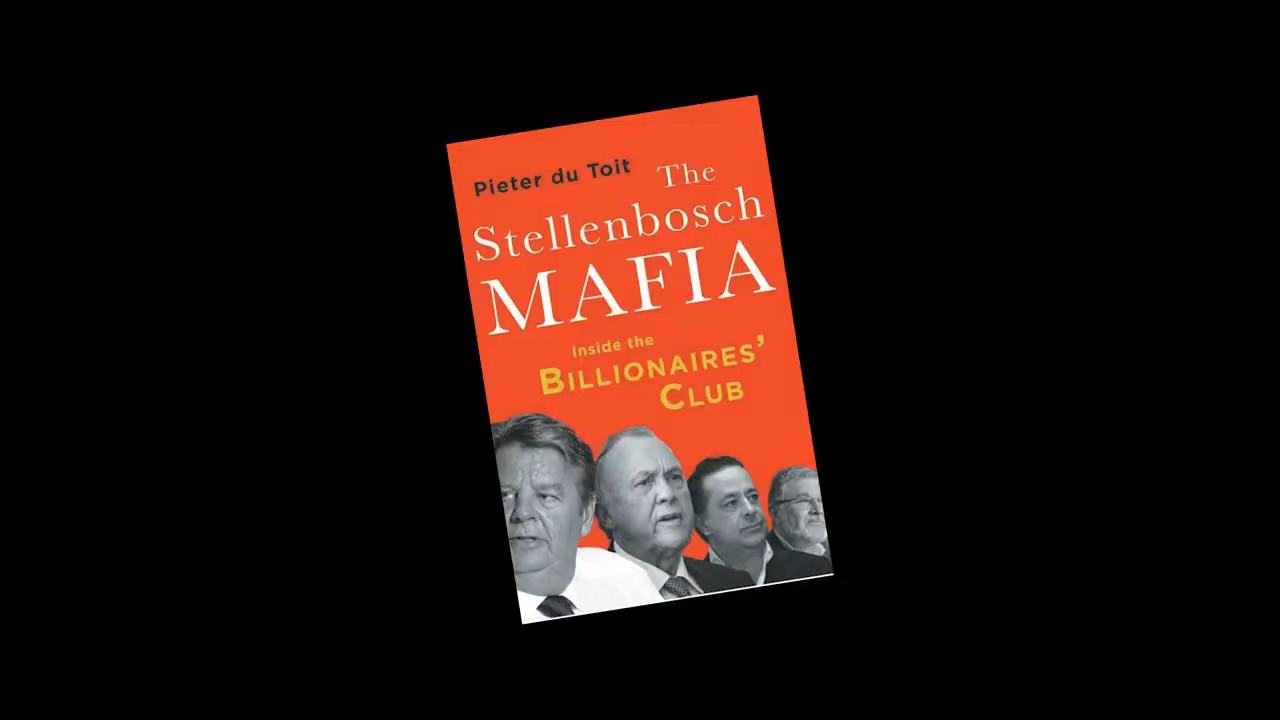 Pieter du Toit
The
Stellenbosch
MAFIA
Inside the
BILLIONAIRES'
CLUB